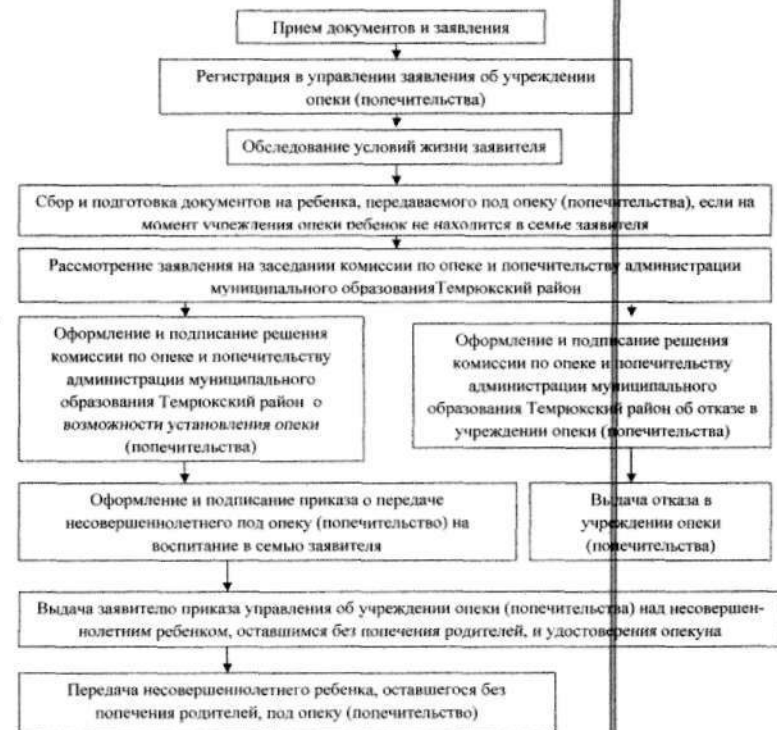 Прием документов и заявления
Регистрация в управлении заявления об учреждении
опеки (попечительства)
Обследование условий жизни заявителя
Сбор и подготовка документов на ребенка, передаваемого под опеку (попечительства), если на
момент учреждения опеки ребенок не находится в семье заявителя
Рассмотрение заявления на заседании комиссии по опеке и попечительству администрации
муниципального образованияТемрюкский район
Оформление и подписание решения
комиссии по опеке и попечительству
администрации муниципального
образования Темрюкский район о
возможности установления опеки
(попечительства)
Оформление и подписание решения
комиссии по опеке и попечительству
администрации муниципального
образования Темрюкский район об отказе в
учреждении опеки (попечительства)
Оформление и подписание приказа о передаче
несовершеннолетнего под опеку (попечительство) на
воспитание в семью заявителя
Выдача отказа в
учреждении опеки
(попечительства)
Выдача заявителю приказа управления об учреждении опеки (попечительства) над несовершен-
нолетним ребенком, оставшимся без попечения родителей, и удостоверения опекуна
Передача несовершеннолетнего ребенка, оставшегося без
попечения родителей, под опеку (попечительство)